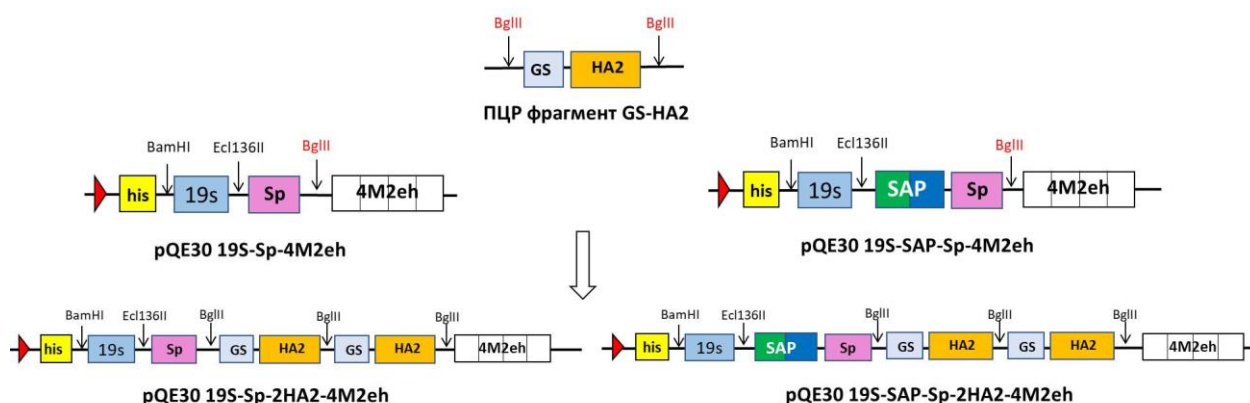 BglII BglII
GS HA2
ПЦР фрагмент GS-HA2
BamHI Ecl136II BglII
his 19s Sp 4M2eh
pQE30 19S-Sp-4M2eh
BamHI Ecl136II BglII
his 19s SAP Sp 4M2eh
pQE30 19S-SAP-Sp-4M2eh
BamHI Ecl136II BglII BglII BglII
his 19s Sp GS HA2 GS HA2 4M2eh
pQE30 19S-Sp-2HA2-4M2eh
BamHI Ecl136II BglII BglII BglII
his 19s SAP Sp GS HA2 GS HA2 4M2eh
pQE30 19S-SAP-Sp-2HA2-4M2eh